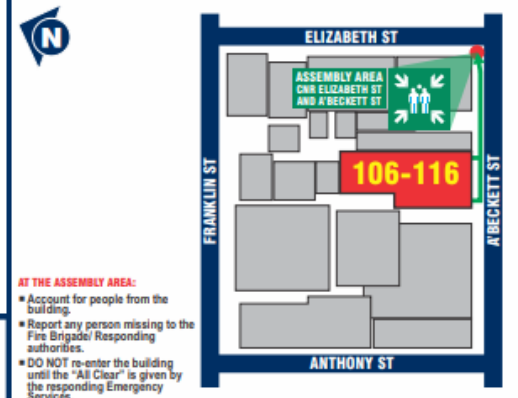 N
ELIZABETH ST
ASSEMBLY AREA
CNR ELIZABETH ST
AND A'BECKETT ST
106-116
FRANKLIN ST
A'BECKETT ST
ANTHONY ST
AT THE ASSEMBLY AREA:
▪ Account for people from the
building.
▪ Report any person missing to the
Fire Brigade/ Responding
authorities.
▪ DO NOT re-enter the building
until the "All Clear" is given by
the responding Emergency
Services